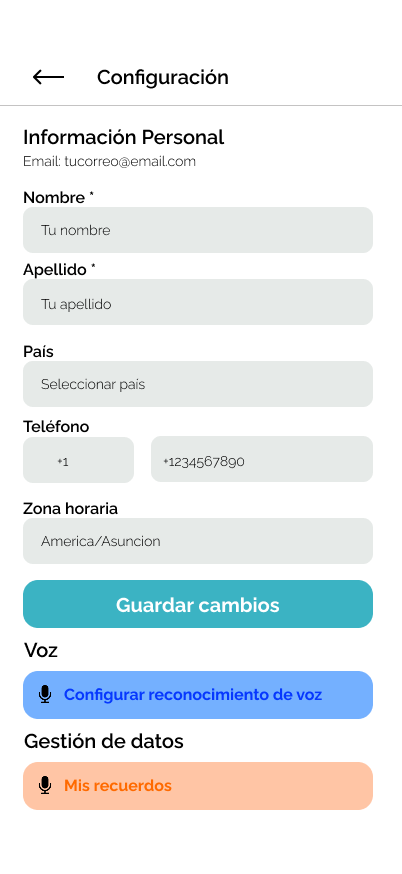 Configuración
Información Personal
Email: tucorreo@email.com
Nombre *
Tu nombre
Apellido *
Tu apellido
País
Seleccionar país
Teléfono
+1 +1234567890
Zona horaria
America/Asuncion
Guardar cambios
Voz
Configurar reconocimiento de voz
Gestión de datos
Mis recuerdos